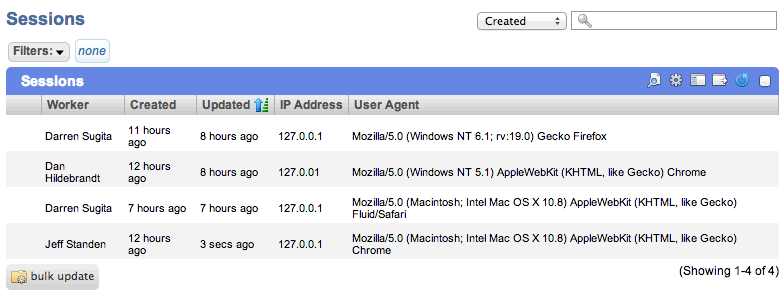 Sessions
Created
Filters: none
Sessions
Worker Created Updated IP Address User Agent
Darren Sugita 11 hours ago 8 hours ago 127.0.0.1 Mozilla/5.0 (Windows NT 6.1; rv:19.0) Gecko Firefox
Dan Hildebrandt 12 hours ago 8 hours ago 127.0.01 Mozilla/5.0 (Windows NT 5.1) AppleWebKit (KHTML, like Gecko) Chrome
Darren Sugita 7 hours ago 7 hours ago 127.0.0.1 Mozilla/5.0 (Macintosh; Intel Mac OS X 10.8) AppleWebKit (KHTML, like Gecko) Fluid/Safari
Jeff Standen 12 hours ago 3 secs ago 127.0.0.1 Mozilla/5.0 (Macintosh; Intel Mac OS X 10.8) AppleWebKit (KHTML, like Gecko) Chrome
bulk update
(Showing 1-4 of 4)